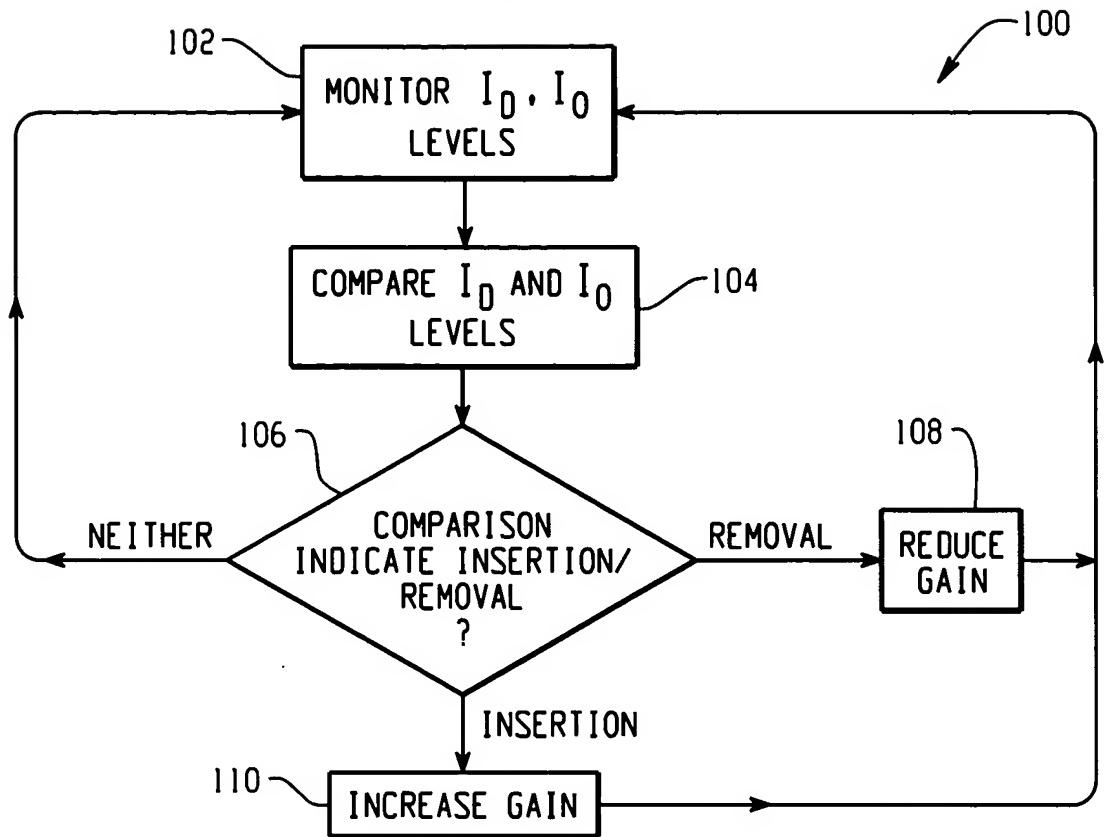 100
102
MONITOR I_D, I_O
LEVELS
COMPARE I_D AND I_O
LEVELS
104
106
COMPARISON
INDICATE INSERTION/
REMOVAL
?
NEITHER
REMOVAL
108
REDUCE
GAIN
INSERTION
110
INCREASE GAIN